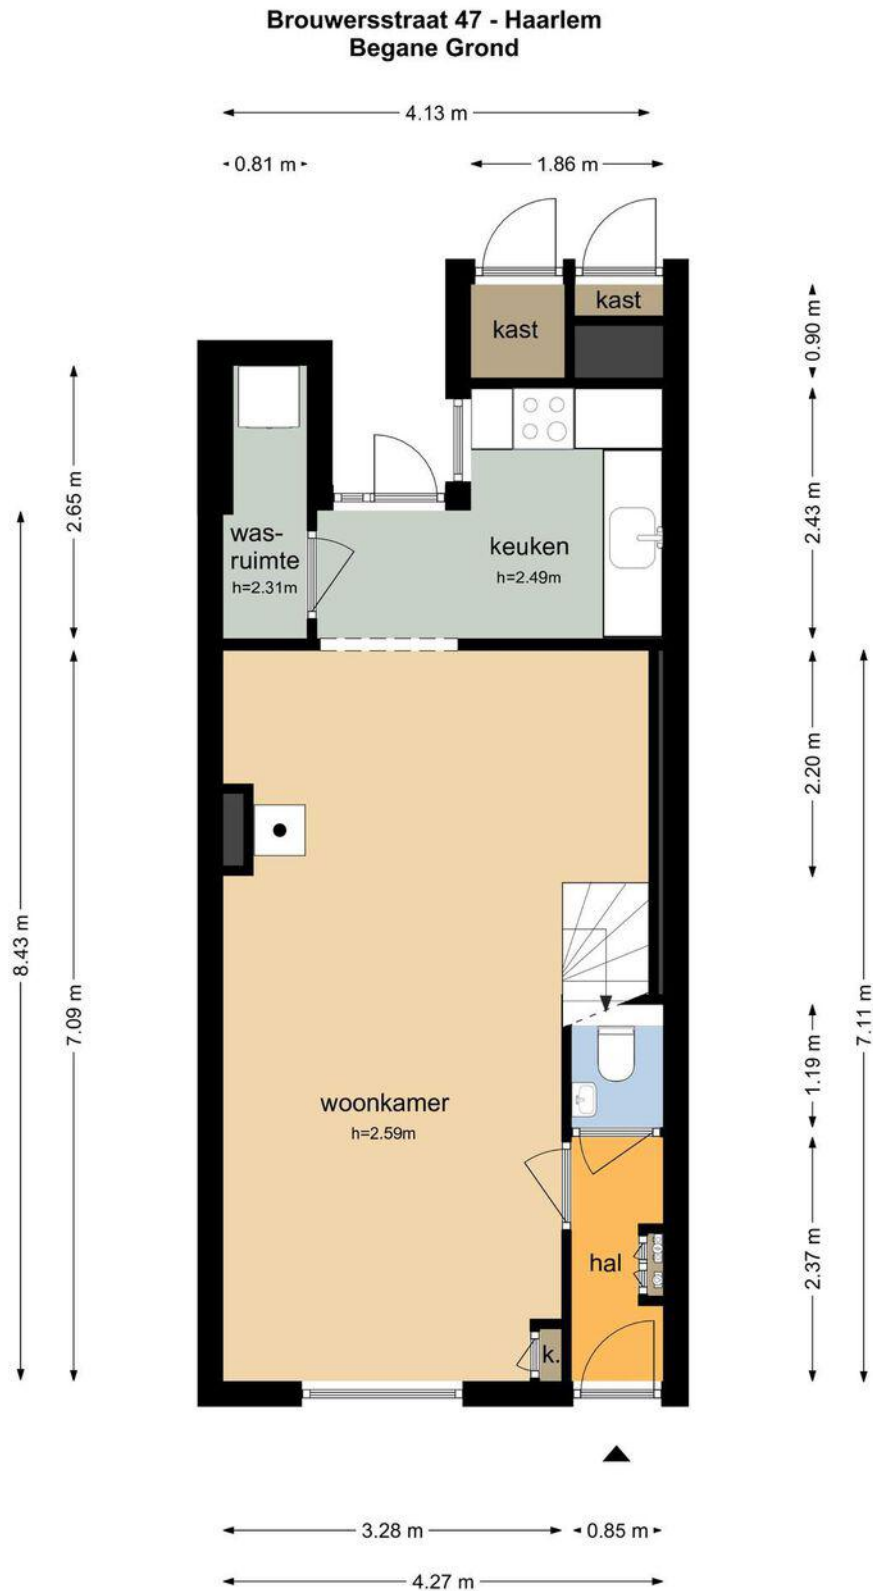 Brouwersstraat 47 - Haarlem
Begane Grond
4.13 m
0.81 m
1.86 m
kast
kast
0.90 m
2.65 m
2.43 m
was-
ruimte
h=2.31m
keuken
h=2.49m
2.20 m
8.43 m
7.09 m
7.11 m
1.19 m
woonkamer
h=2.59m
hal
2.37 m
k.
3.28 m
0.85 m
4.27 m